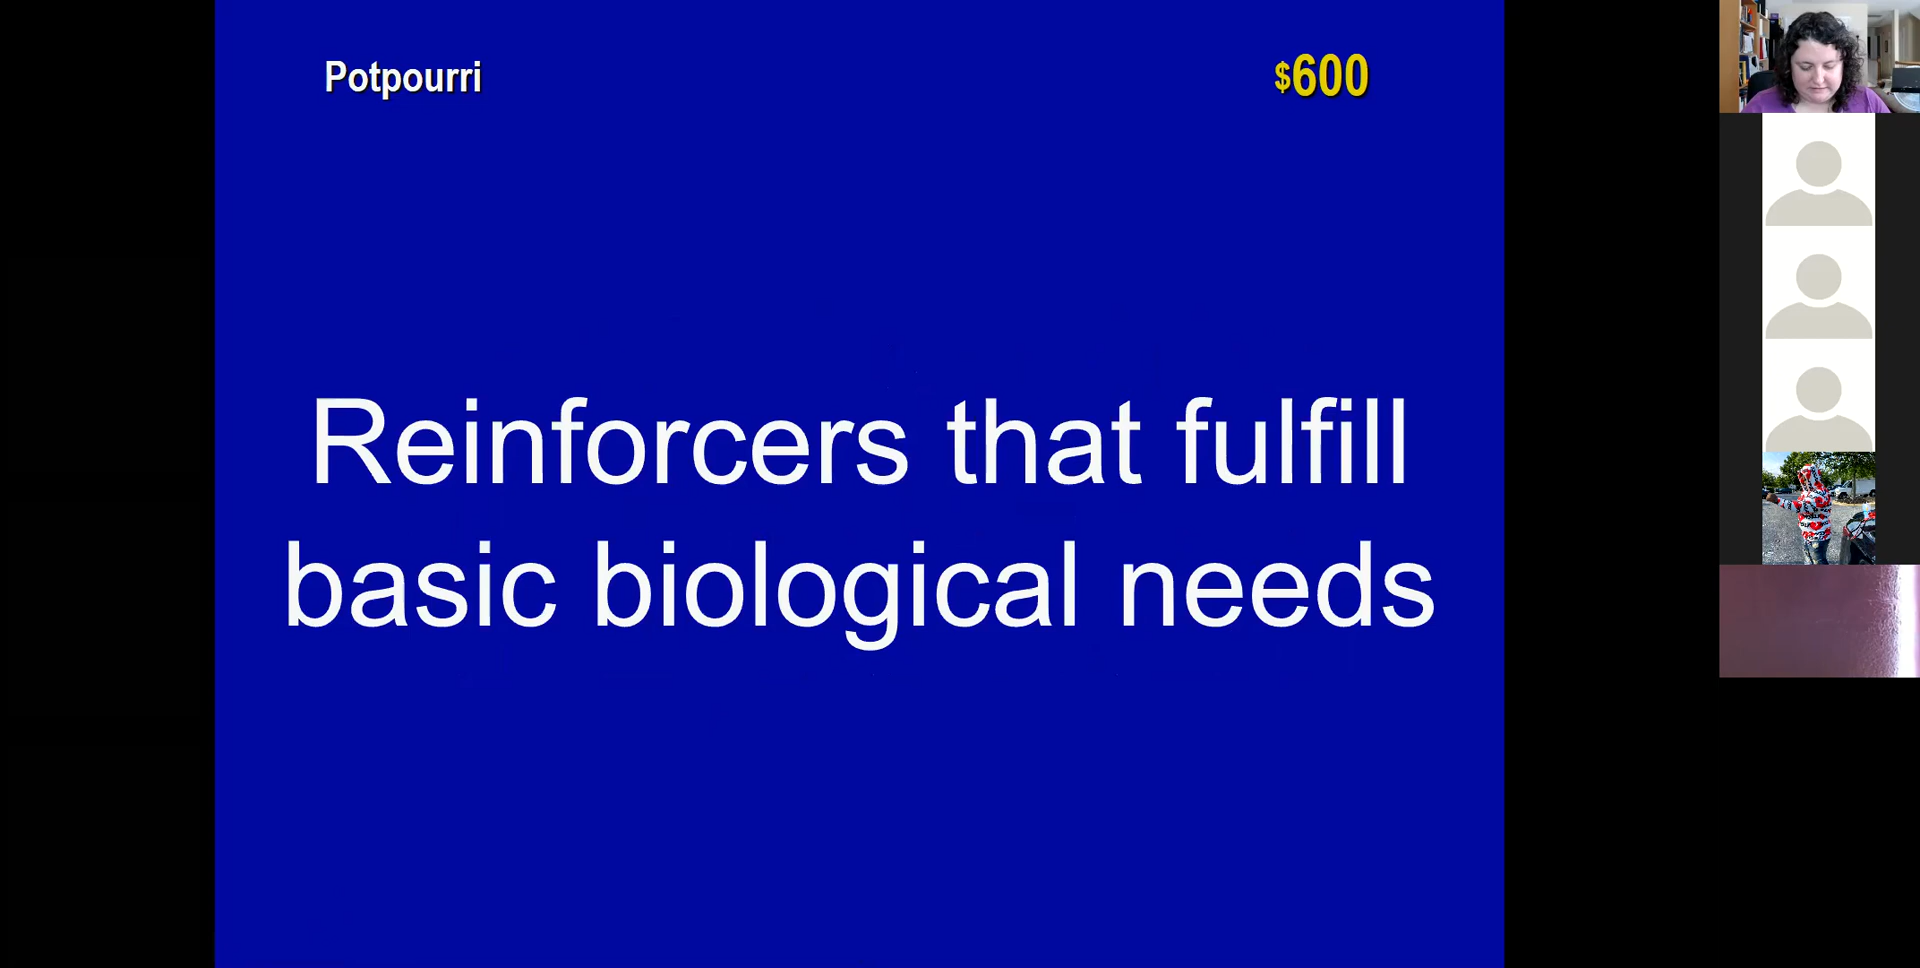 Potpourri
$600
Reinforcers that fulfill
basic biological needs